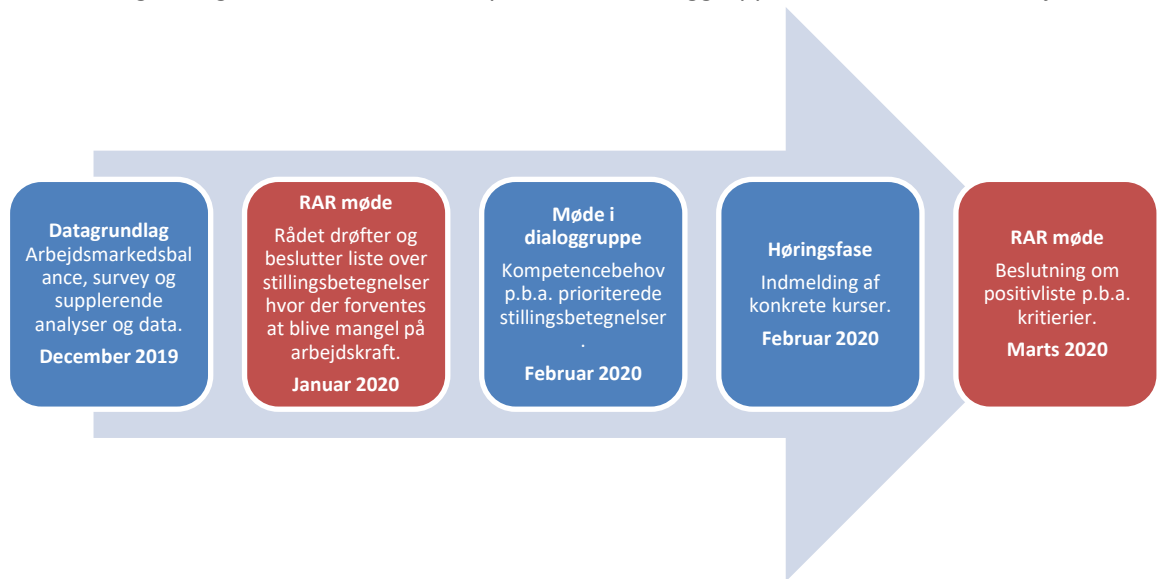 Datagrundlag
Arbejdsmarkedsbal
ance, survey og
supplerende
analyser og data.
December 2019
RAR møde
Rådet drøfter og
beslutter liste over
stillingsbetegnelser
hvor der forventes
at blive mangel på
arbejdskraft.
Januar 2020
Møde i
dialoggruppe
Kompetencebehov
p.b.a. prioriterede
stillingsbetegnelser
.
Februar 2020
Høringsfase
Indmelding af
konkrete kurser.
Februar 2020
RAR møde
Beslutning om
positivliste p.b.a.
kritierier.
Marts 2020